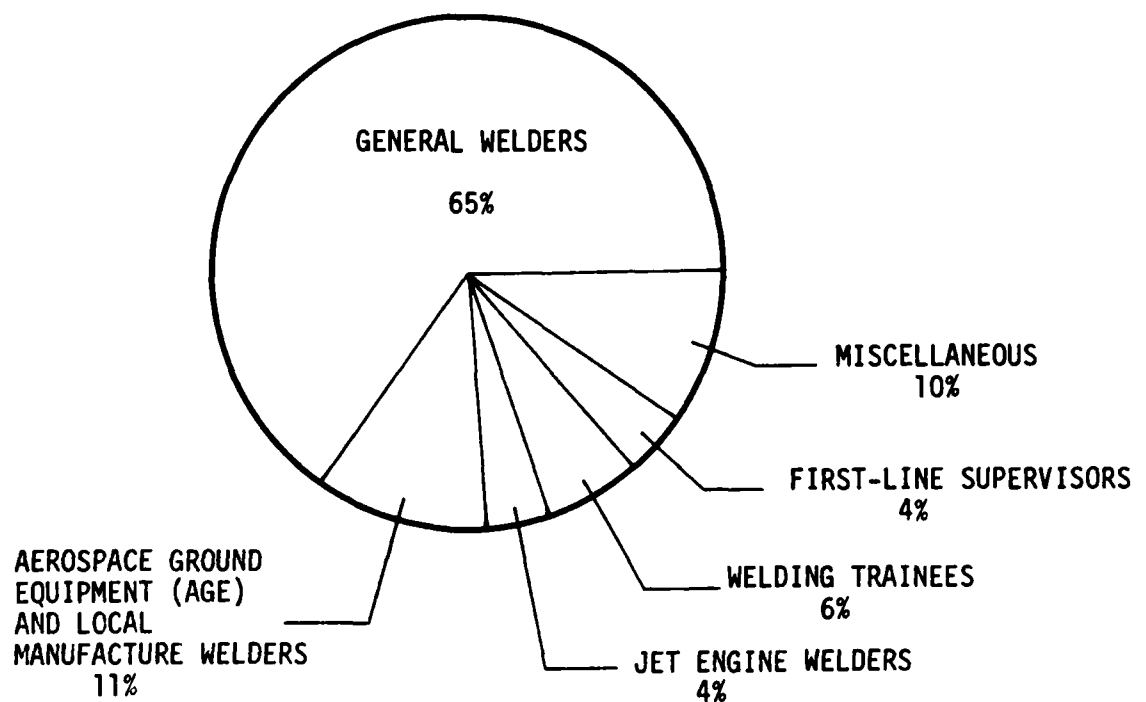 GENERAL WELDERS
65%
MISCELLANEOUS
10%
FIRST-LINE SUPERVISORS
4%
WELDING TRAINEES
6%
JET ENGINE WELDERS
4%
AEROSPACE GROUND
EQUIPMENT (AGE)
AND LOCAL
MANUFACTURE WELDERS
11%